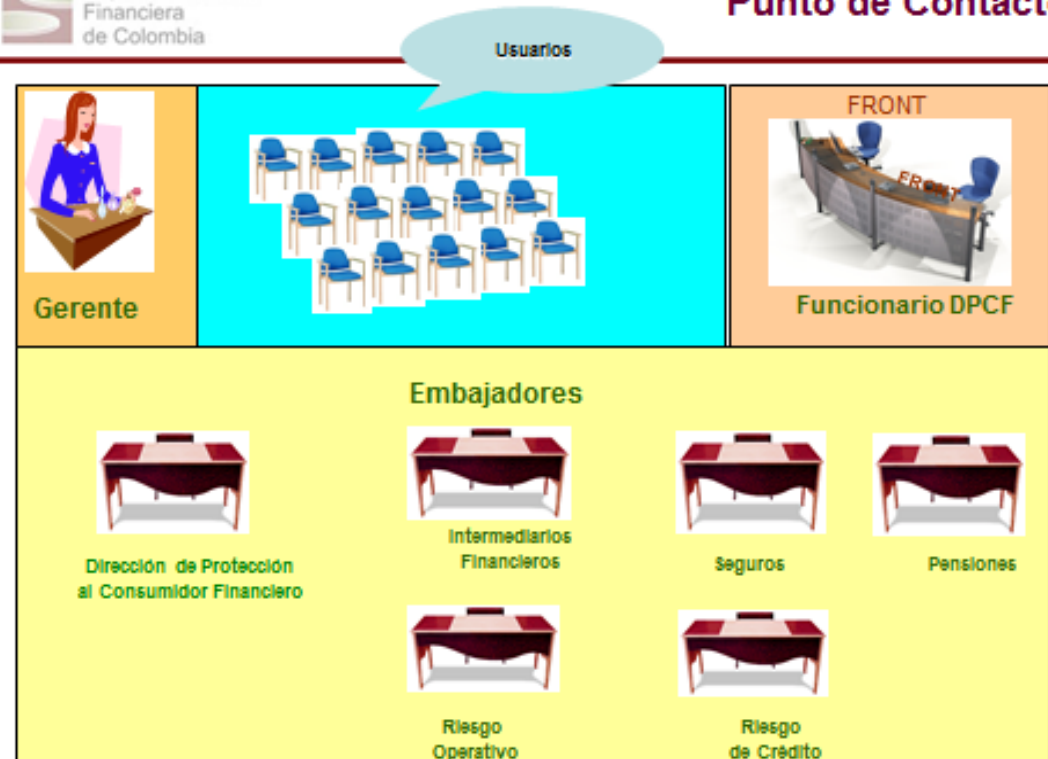 Financiera
de Colombia
Punto de Contacto
Usuarios
FRONT
FRONT
Gerente
Funcionario DPCF
Embajadores
Dirección de Protección
al Consumidor Financiero
Intermediarios
Financieros
Seguros
Pensiones
Riesgo
Operativo
Riesgo
de Crédito